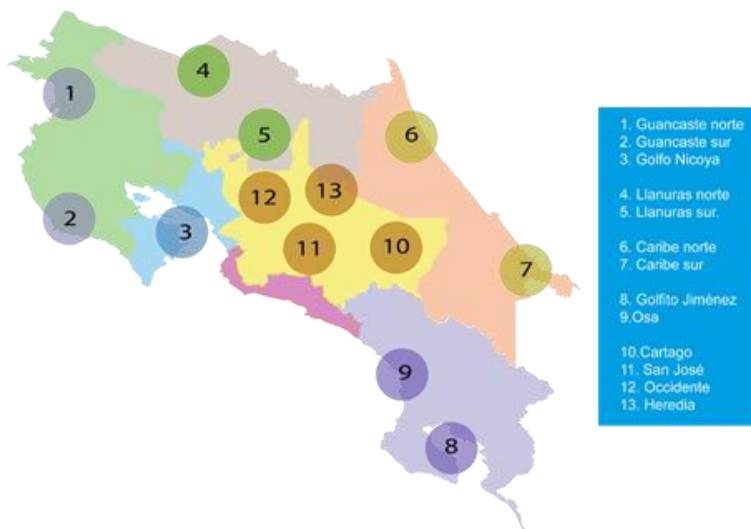 4
1
5
6
12
13
2
3
11
10
7
9
8
1. Guancaste norte
2. Guancaste sur
3. Golfo Nicoya
4. Llanuras norte
5. Llanuras sur.
6. Caribe norte
7. Caribe sur
8. Golfito Jiménez
9.Osa
10.Cartago
11. San José
12. Occidente
13. Heredia